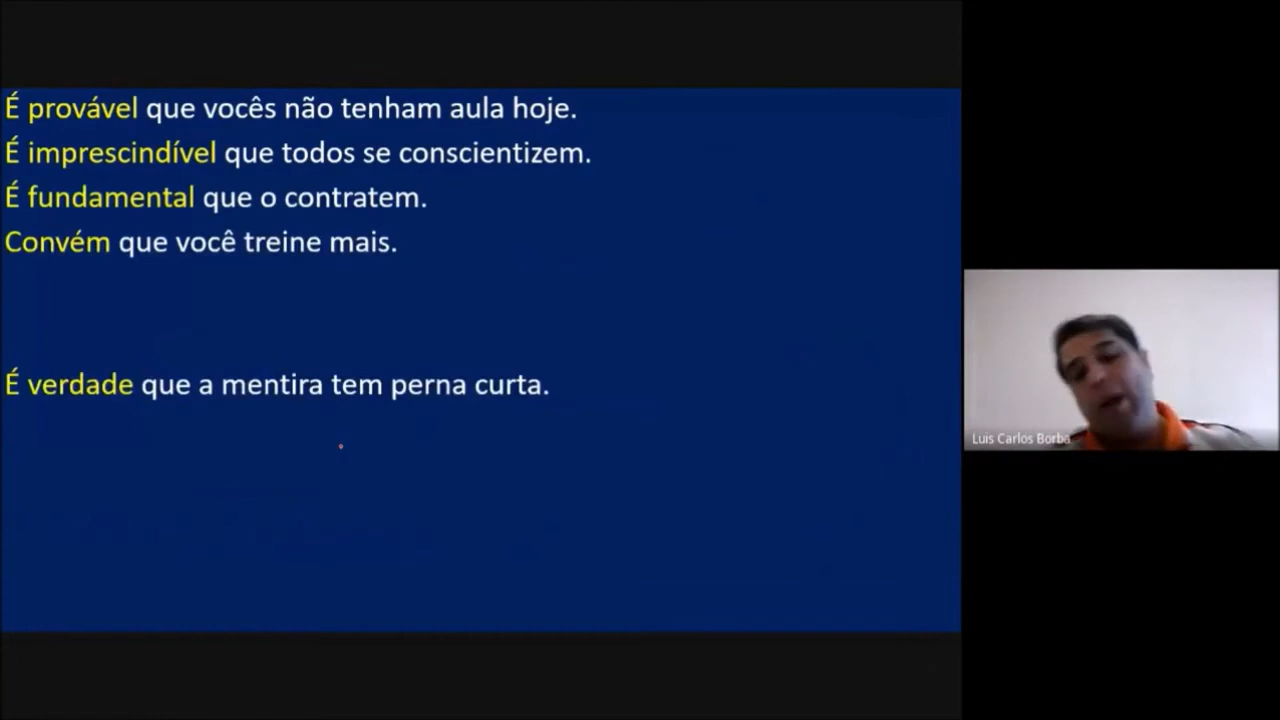 É provável que vocês não tenham aula hoje.
É imprescindível que todos se conscientizem.
É fundamental que o contratem.
Convém que você treine mais.
É verdade que a mentira tem perna curta.
Luis Carlos Borba